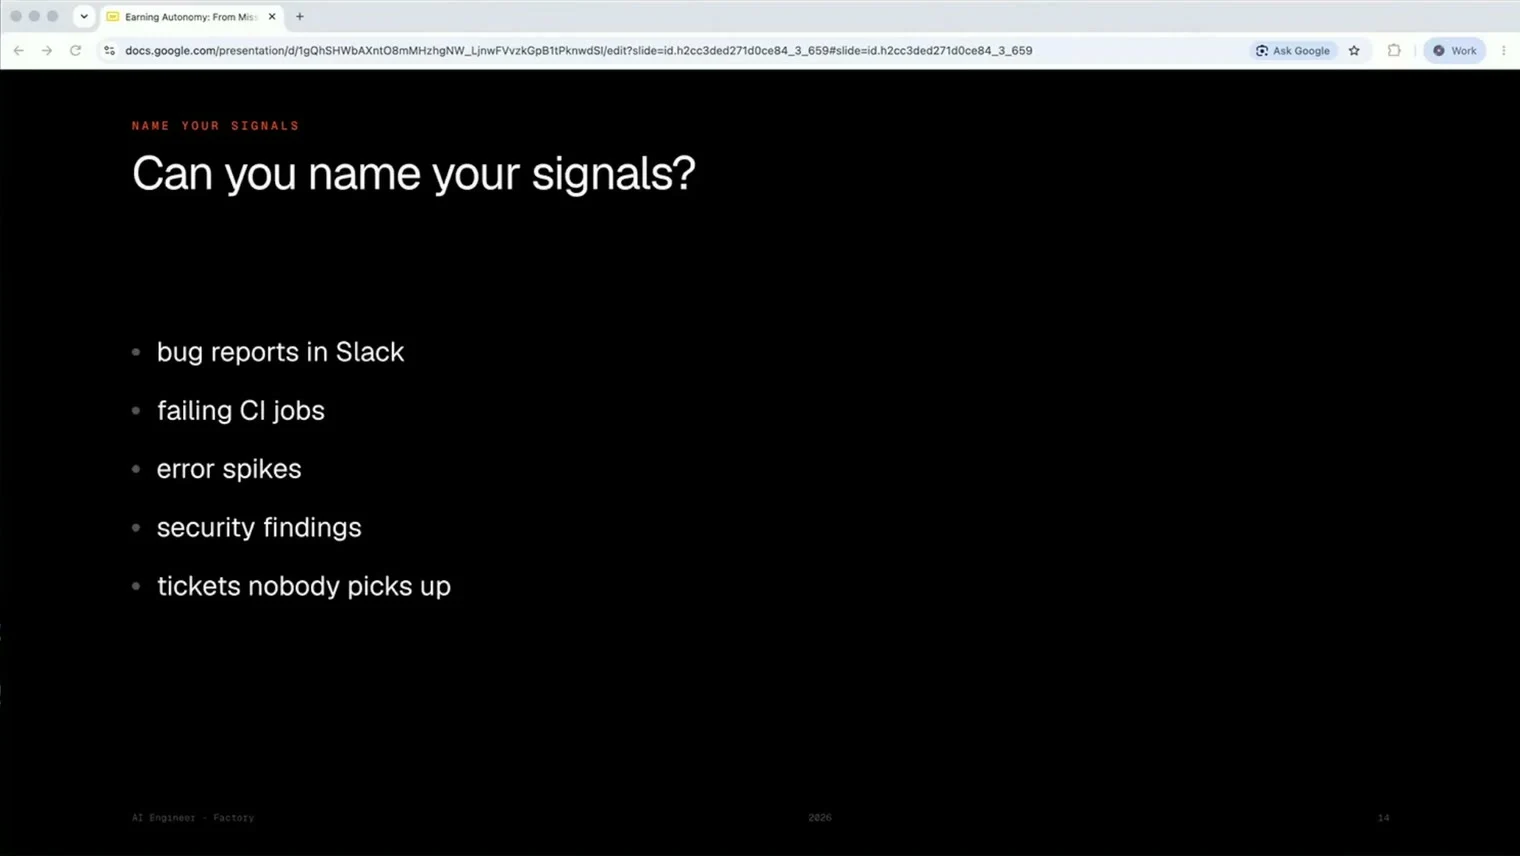 Earning Autonomy: From Miss
docs.google.com/presentation/d/1gQhSHWbAXntO8mMHzhgNW_LjnwFVvzkGpB1tPknwdSI/edit?slide=id.h2cc3ded271d0ce84_3_659#slide=id.h2cc3ded271d0ce84_3_659
Ask Google
Work
NAME YOUR SIGNALS
Can you name your signals?
• bug reports in Slack
• failing CI jobs
• error spikes
• security findings
• tickets nobody picks up
AI Engineer - Factory
2026
14